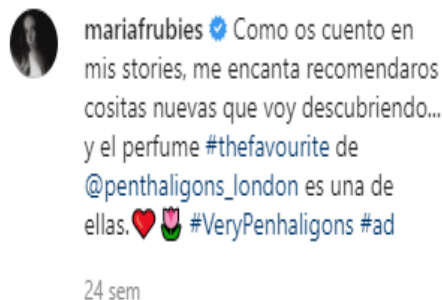 mariafrubies Como os cuento en
mis stories, me encanta recomendaros
cositas nuevas que voy descubriendo...
y el perfume #thefavourite de
@penthaligons_london es una de
ellas.❤️🌷 #VeryPenhaligons #ad
24 sem